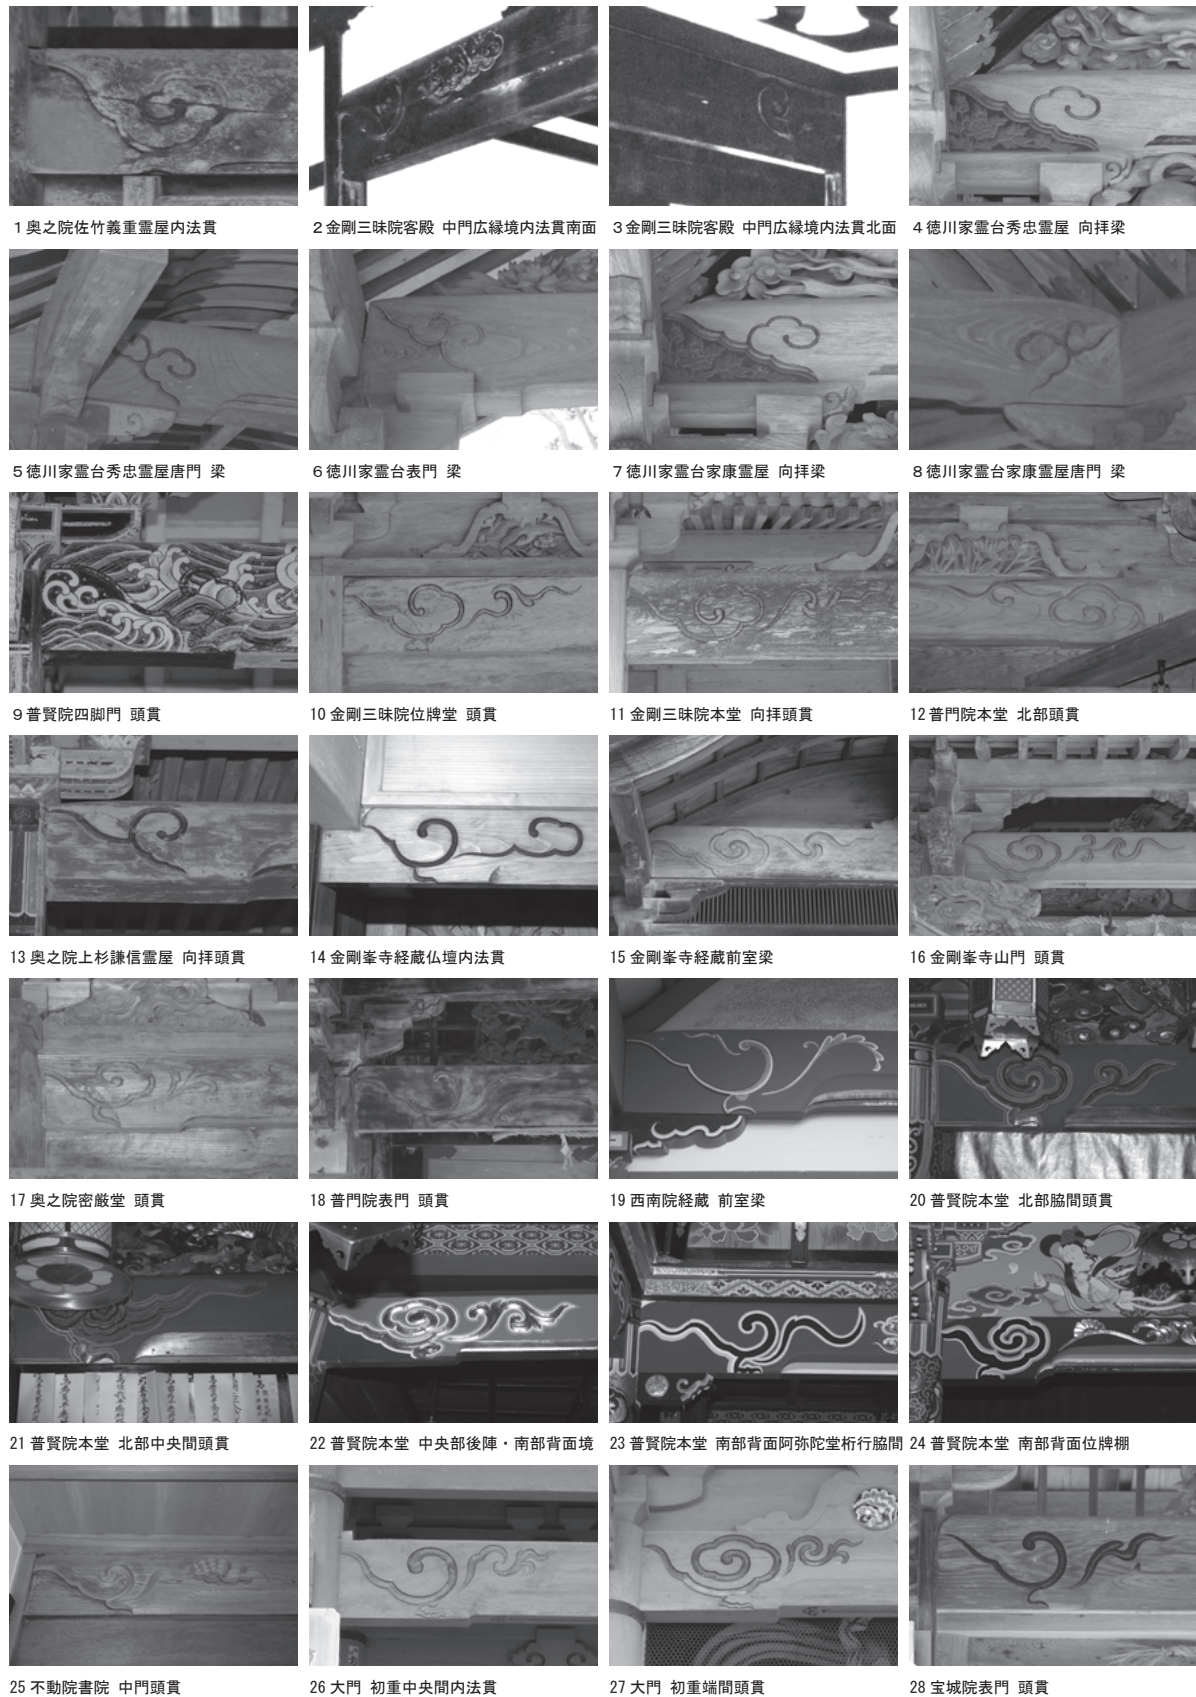 1 奥之院佐竹義重霊屋内法貫
2 金剛三昧院客殿 中門広縁境内法貫南面
3 金剛三昧院客殿 中門広縁境内法貫北面
4 徳川家霊台秀忠霊屋 向拝梁
5 徳川家霊台秀忠霊屋唐門 梁
6 徳川家霊台表門 梁
7 徳川家霊台家康霊屋 向拝梁
8 徳川家霊台家康霊屋唐門 梁
9 普賢院四脚門 頭貫
10 金剛三昧院位牌堂 頭貫
11 金剛三昧院本堂 向拝頭貫
12 普門院本堂 北部頭貫
13 奥之院上杉謙信霊屋 向拝頭貫
14 金剛峯寺経蔵仏壇内法貫
15 金剛峯寺経蔵前室梁
16 金剛峯寺山門 頭貫
17 奥之院密厳堂 頭貫
18 普門院表門 頭貫
19 西南院経蔵 前室梁
20 普賢院本堂 北部脇間頭貫
21 普賢院本堂 北部中央間頭貫
22 普賢院本堂 中央部後陣・南部背面境
23 普賢院本堂 南部背面阿弥陀堂桁行脇間
24 普賢院本堂 南部背面位牌棚
25 不動院書院 中門頭貫
26 大門 初重中央間内法貫
27 大門 初重端間頭貫
28 宝城院表門 頭貫